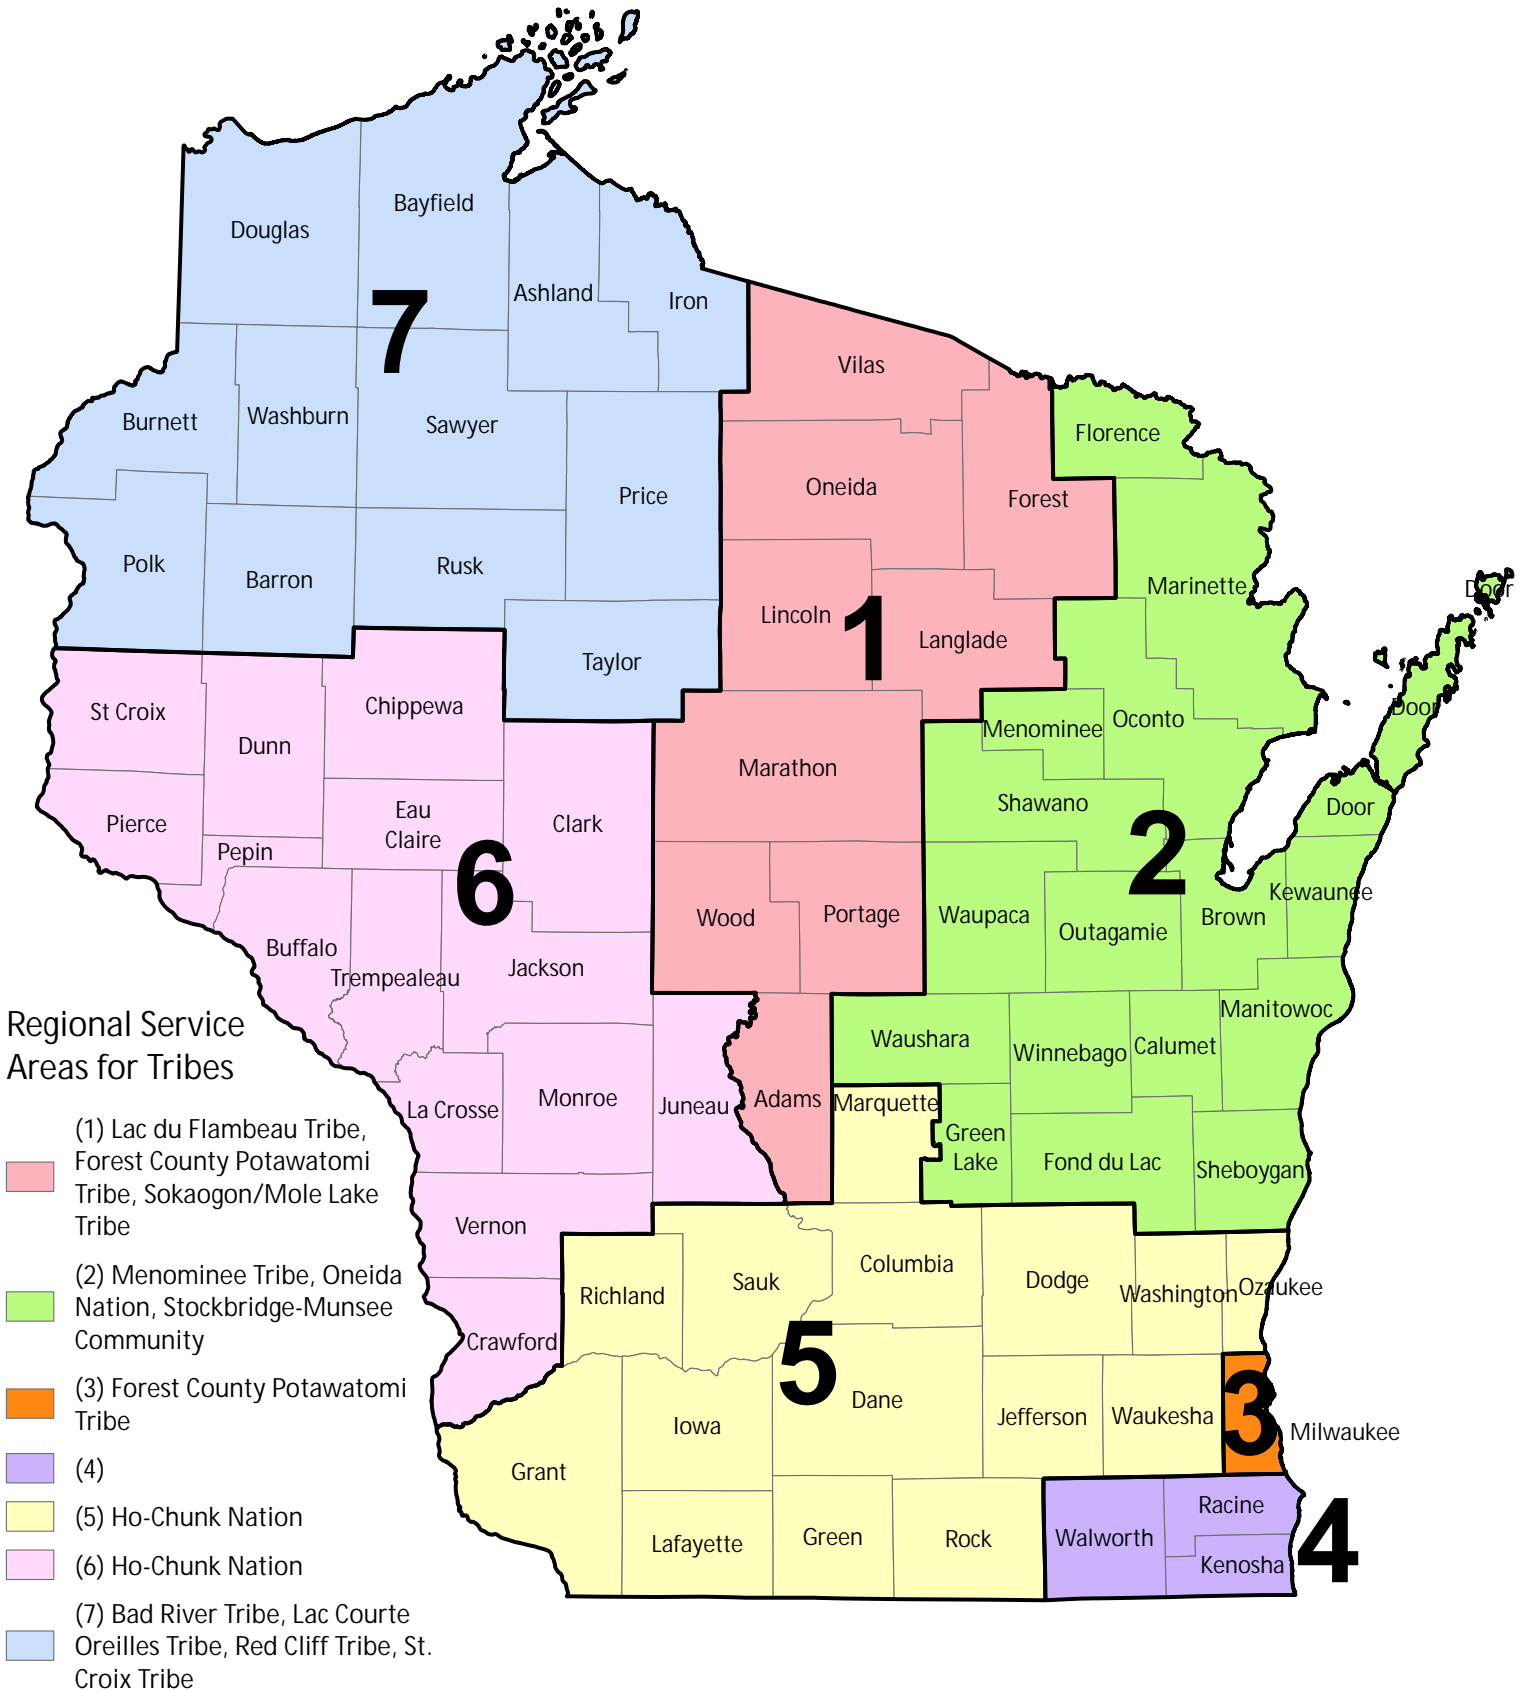 Door
Bayfield
Douglas
Ashland
Iron
7
Vilas
Burnett
Washburn
Sawyer
Florence
Oneida
Price
Forest
Polk
Barron
Rusk
Marinette
Lincoln
1
Langlade
Taylor
Door
St Croix
Chippewa
Dunn
Menominee
Oconto
Marathon
Shawano
Door
Pierce
Eau
Claire
Clark
Pepin
6
2
Kewaunee
Wood
Portage
Waupaca
Outagamie
Brown
Buffalo
Trempealeau
Jackson
Manitowoc
Waushara
Winnebago
Calumet
La Crosse
Monroe
Juneau
Adams
Marquette
Green
Lake
Fond du Lac
Sheboygan
Vernon
Richland
Sauk
Columbia
Dodge
Washington
Ozaukee
Crawford
5
Dane
Iowa
Jefferson
Waukesha
3
Milwaukee
Grant
Lafayette
Green
Rock
Walworth
Racine
Kenosha
4
Regional Service
Areas for Tribes
(1) Lac du Flambeau Tribe,
Forest County Potawatomi
Tribe, Sokaogon/Mole Lake
Tribe
(2) Menominee Tribe, Oneida
Nation, Stockbridge-Munsee
Community
(3) Forest County Potawatomi
Tribe
(4)
(5) Ho-Chunk Nation
(6) Ho-Chunk Nation
(7) Bad River Tribe, Lac Courte
Oreilles Tribe, Red Cliff Tribe, St.
Croix Tribe